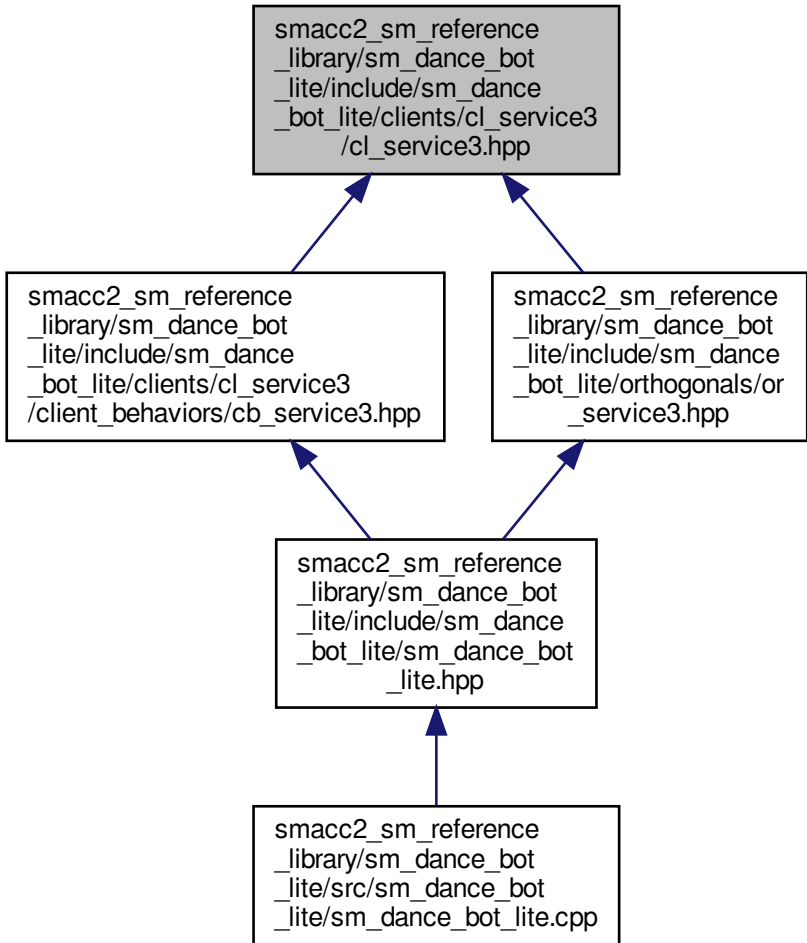 smacc2_sm_reference
_library/sm_dance_bot
_lite/include/sm_dance
_bot_lite/clients/cl_service3
/cl_service3.hpp
smacc2_sm_reference
_library/sm_dance_bot
_lite/include/sm_dance
_bot_lite/clients/cl_service3
/client_behaviors/cb_service3.hpp
smacc2_sm_reference
_library/sm_dance_bot
_lite/include/sm_dance
_bot_lite/orthogonals/or
_service3.hpp
smacc2_sm_reference
_library/sm_dance_bot
_lite/include/sm_dance
_bot_lite/sm_dance_bot
_lite.hpp
smacc2_sm_reference
_library/sm_dance_bot
_lite/src/sm_dance_bot
_lite/sm_dance_bot_lite.cpp